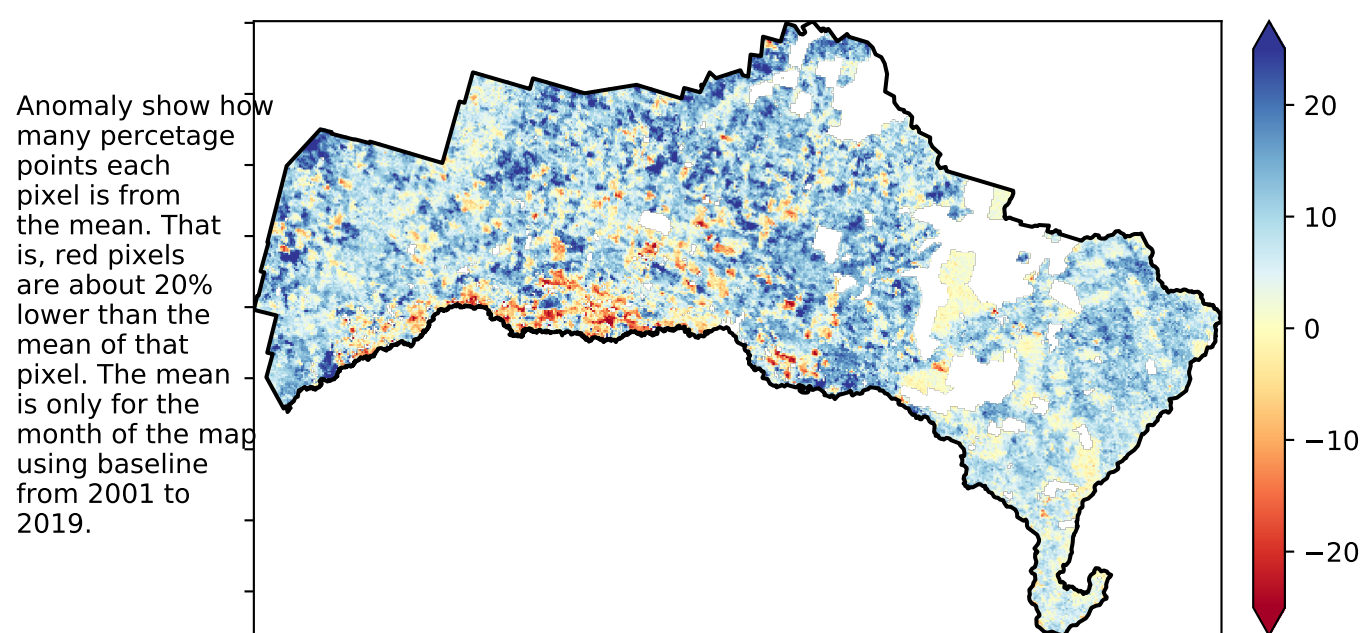 Anomaly show how
many percetage
points each
pixel is from
the mean. That
is, red pixels
are about 20%
lower than the
mean of that
pixel. The mean
is only for the
month of the map
using baseline
from 2001 to
2019.
20
10
0
−10
−20